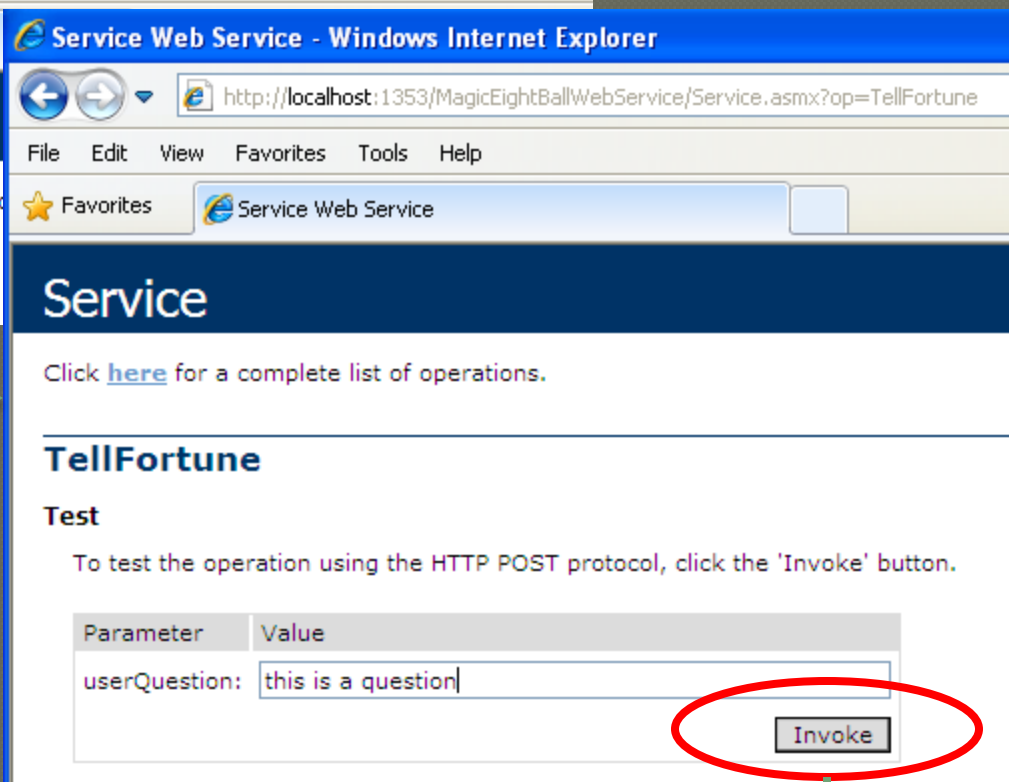 Service Web Service - Windows Internet Explorer
http://localhost:1353/MagicEightBallWebService/Service.asmx?op=TellFortune
File Edit View Favorites Tools Help
Favorites Service Web Service
Service
Click here for a complete list of operations.
TellFortune
Test
To test the operation using the HTTP POST protocol, click the 'Invoke' button.
Parameter Value
userQuestion: this is a question
Invoke